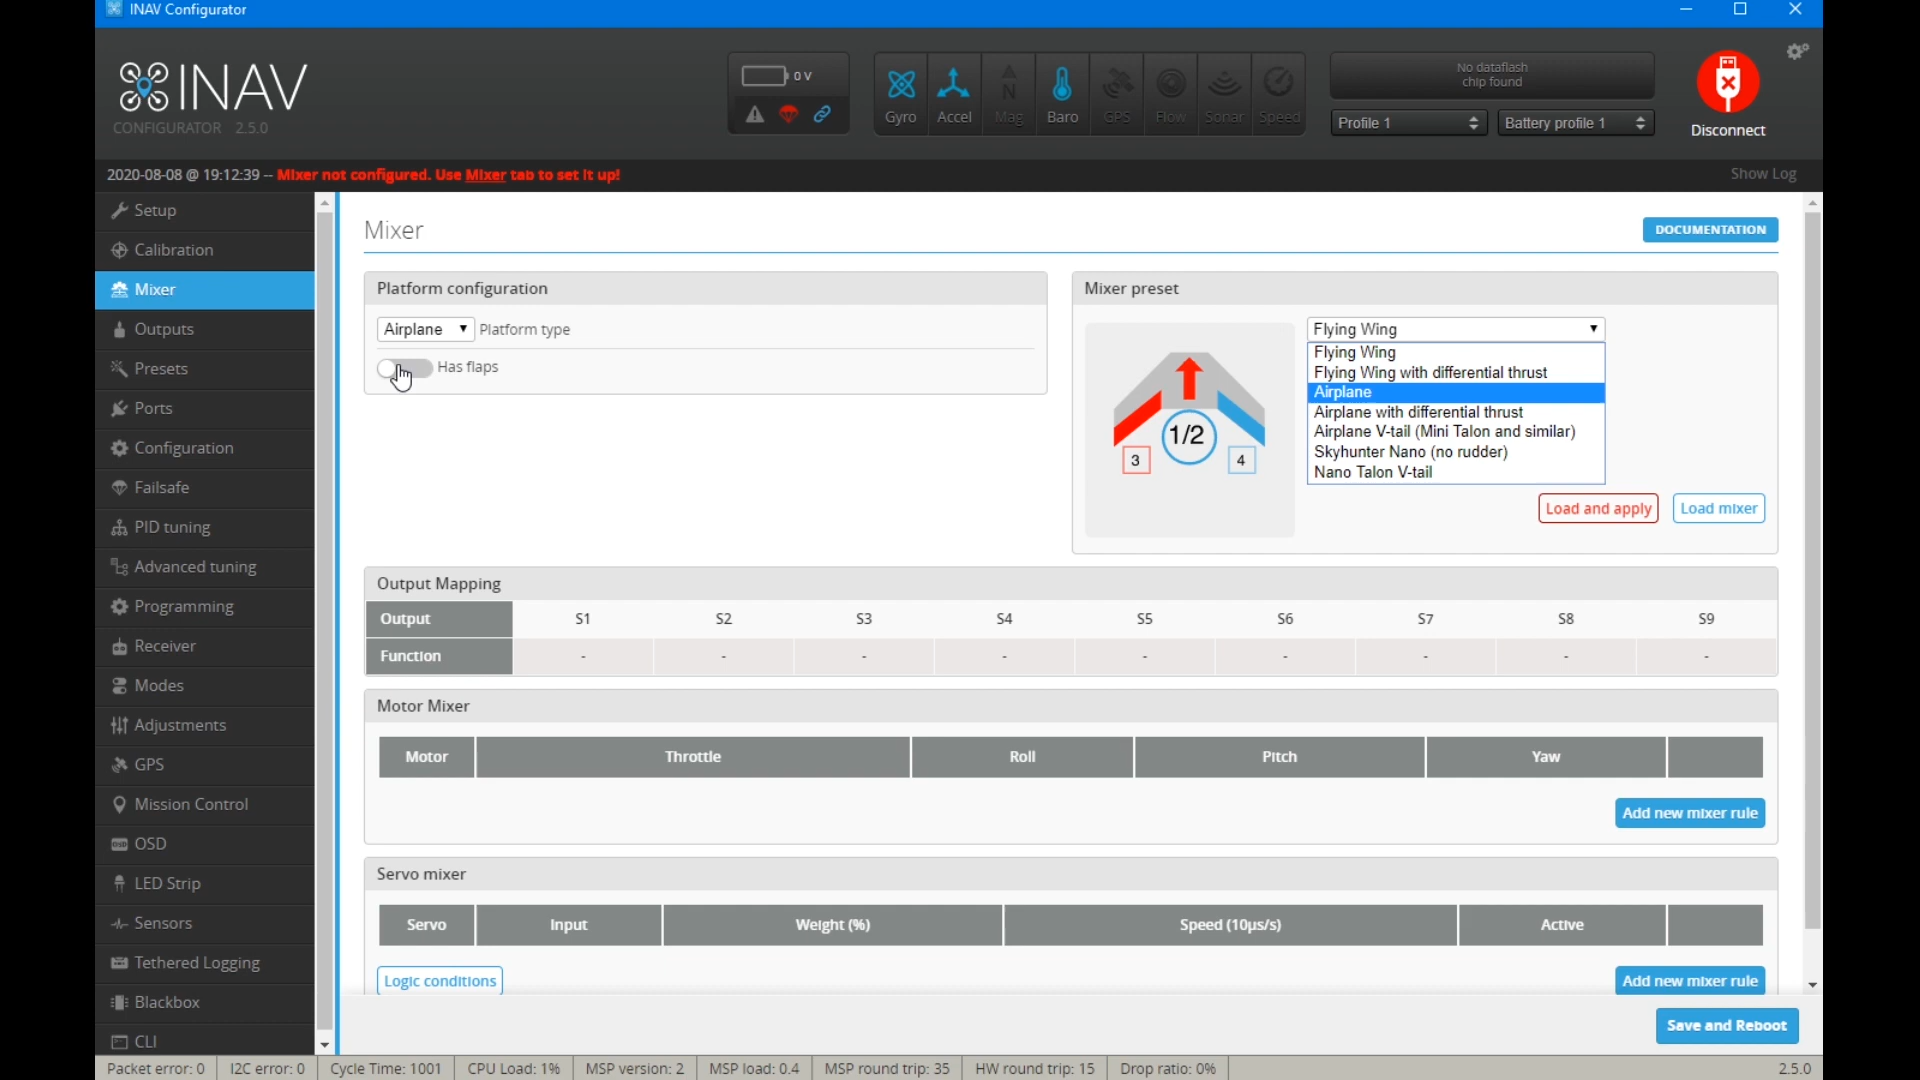 INAV Configurator
INAV
CONFIGURATOR 2.5.0
0 V
Gyro
Accel
N
Mag
Baro
GPS
Flow
Sonar
Speed
No dataflash
chip found
Profile 1
Battery profile 1
Disconnect
2020-08-08 @ 19:12:39 -- Mixer not configured. Use Mixer tab to set it up!
Show Log
Setup
Calibration
Mixer
Outputs
Presets
Ports
Configuration
Failsafe
PID tuning
Advanced tuning
Programming
Receiver
Modes
Adjustments
GPS
Mission Control
OSD
LED Strip
Sensors
Tethered Logging
Blackbox
CLI
Mixer
DOCUMENTATION
Platform configuration
Airplane
Platform type
Has flaps
Mixer preset
1/2
3
4
Flying Wing
Flying Wing
Flying Wing with differential thrust
Airplane
Airplane with differential thrust
Airplane V-tail (Mini Talon and similar)
Skyhunter Nano (no rudder)
Nano Talon V-tail
Load and apply
Load mixer
Output Mapping
Output S1 S2 S3 S4 S5 S6 S7 S8 S9
Function - - - - - - - - -
Motor Mixer
Motor Throttle Roll Pitch Yaw
Add new mixer rule
Servo mixer
Servo Input Weight (%) Speed (10µs/s) Active
Logic conditions
Add new mixer rule
Save and Reboot
Packet error: 0 I2C error: 0 Cycle Time: 1001 CPU Load: 1% MSP version: 2 MSP load: 0.4 MSP round trip: 35 HW round trip: 15 Drop ratio: 0% 2.5.0